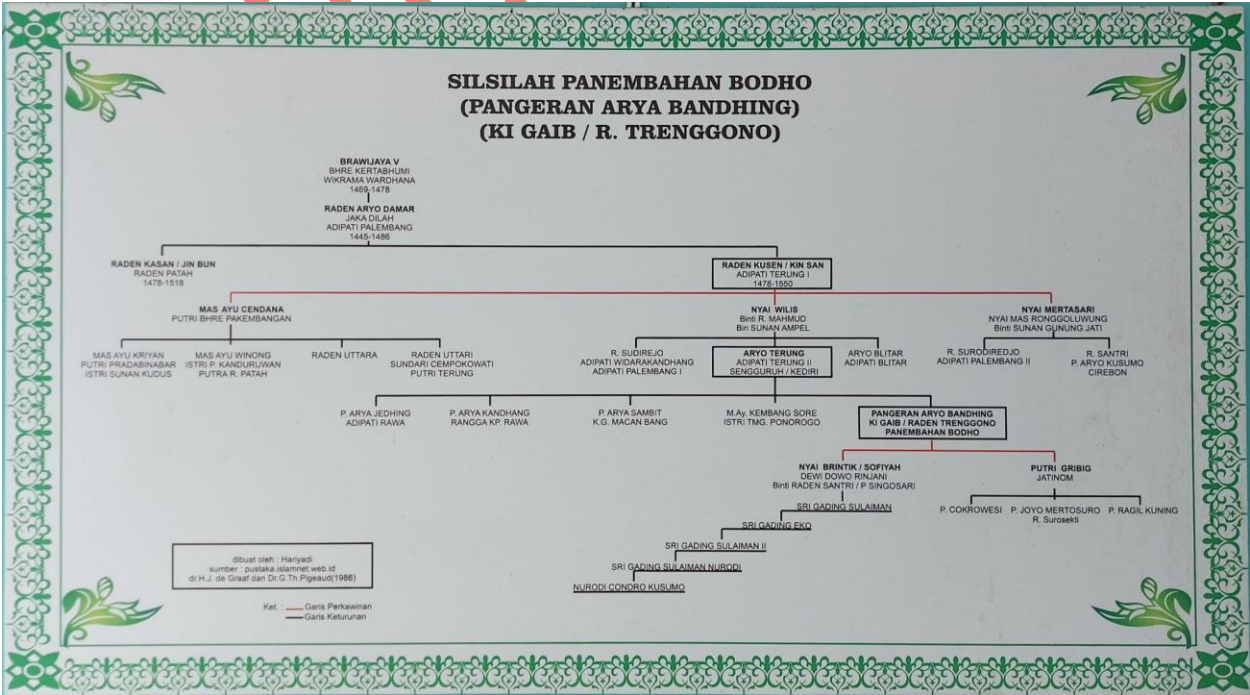 SILSILAH PANEMBAHAN BODHO
(PANGERAN ARYA BANDHING)
(KI GAIB / R. TRENGGONO)
BRAWIJAYA V
BHRE KERTABHUMI
WIKRAMA WARDHANA
1469-1478
RADEN ARYO DAMAR
JAKA DILAH
ADIPATI PALEMBANG
1445-1486
RADEN KASAN / JIN BUN
RADEN PATAH
1478-1518
RADEN KUSEN / KIN SAN
ADIPATI TERUNG I
1478-1550
MAS AYU CENDANA
PUTRI BHRE PAKEMBANGAN
NYAI WILIS
Binti R. MAHMUD
Bin SUNAN AMPEL
NYAI MERTASARI
NYAI MAS RONGGOLUWUNG
Binti SUNAN GUNUNG JATI
MAS AYU KRIYAN
PUTRI PRADABINABAR
ISTRI SUNAN KUDUS
MAS AYU WINONG
ISTRI P. KANDURUWAN
PUTRA R. PATAH
RADEN UTTARA
RADEN UTTARI
SUNDARI CEMPOKOWATI
PUTRI TERUNG
R. SUDIREJO
ADIPATI WIDARAKANDHANG
ADIPATI PALEMBANG I
ARYO TERUNG
ADIPATI TERUNG II
SENGGURUH / KEDIRI
ARYO BLITAR
ADIPATI BLITAR
R. SURODIREDJO
ADIPATI PALEMBANG II
R. SANTRI
P. ARYO KUSUMO
CIREBON
P. ARYA JEDHING
ADIPATI RAWA
P. ARYA KANDHANG
RANGGA KP. RAWA
P. ARYA SAMBIT
K.G. MACAN BANG
M.Ay. KEMBANG SORE
ISTRI TMG. PONOROGO
PANGERAN ARYO BANDHING
KI GAIB / RADEN TRENGGONO
PANEMBAHAN BODHO
NYAI BRINTIK / SOFIYAH
DEWI DOWO RINJANI
Binti RADEN SANTRI / P SINGOSARI
PUTRI GRIBIG
JATINOM
SRI GADING SULAIMAN
P. COKROWESI
P. JOYO MERTOSURO
R. Surosekti
P. RAGIL KUNING
SRI GADING EKO
SRI GADING SULAIMAN II
SRI GADING SULAIMAN NURODI
NURODI CONDRO KUSUMO
dibuat oleh : Hariyadi
sumber : pustaka.islamnet.web.id
dr.H.J. de Graaf dan Dr.G.Th.Pigeaud(1986)
Ket. : Garis Perkawinan
Garis Keturunan